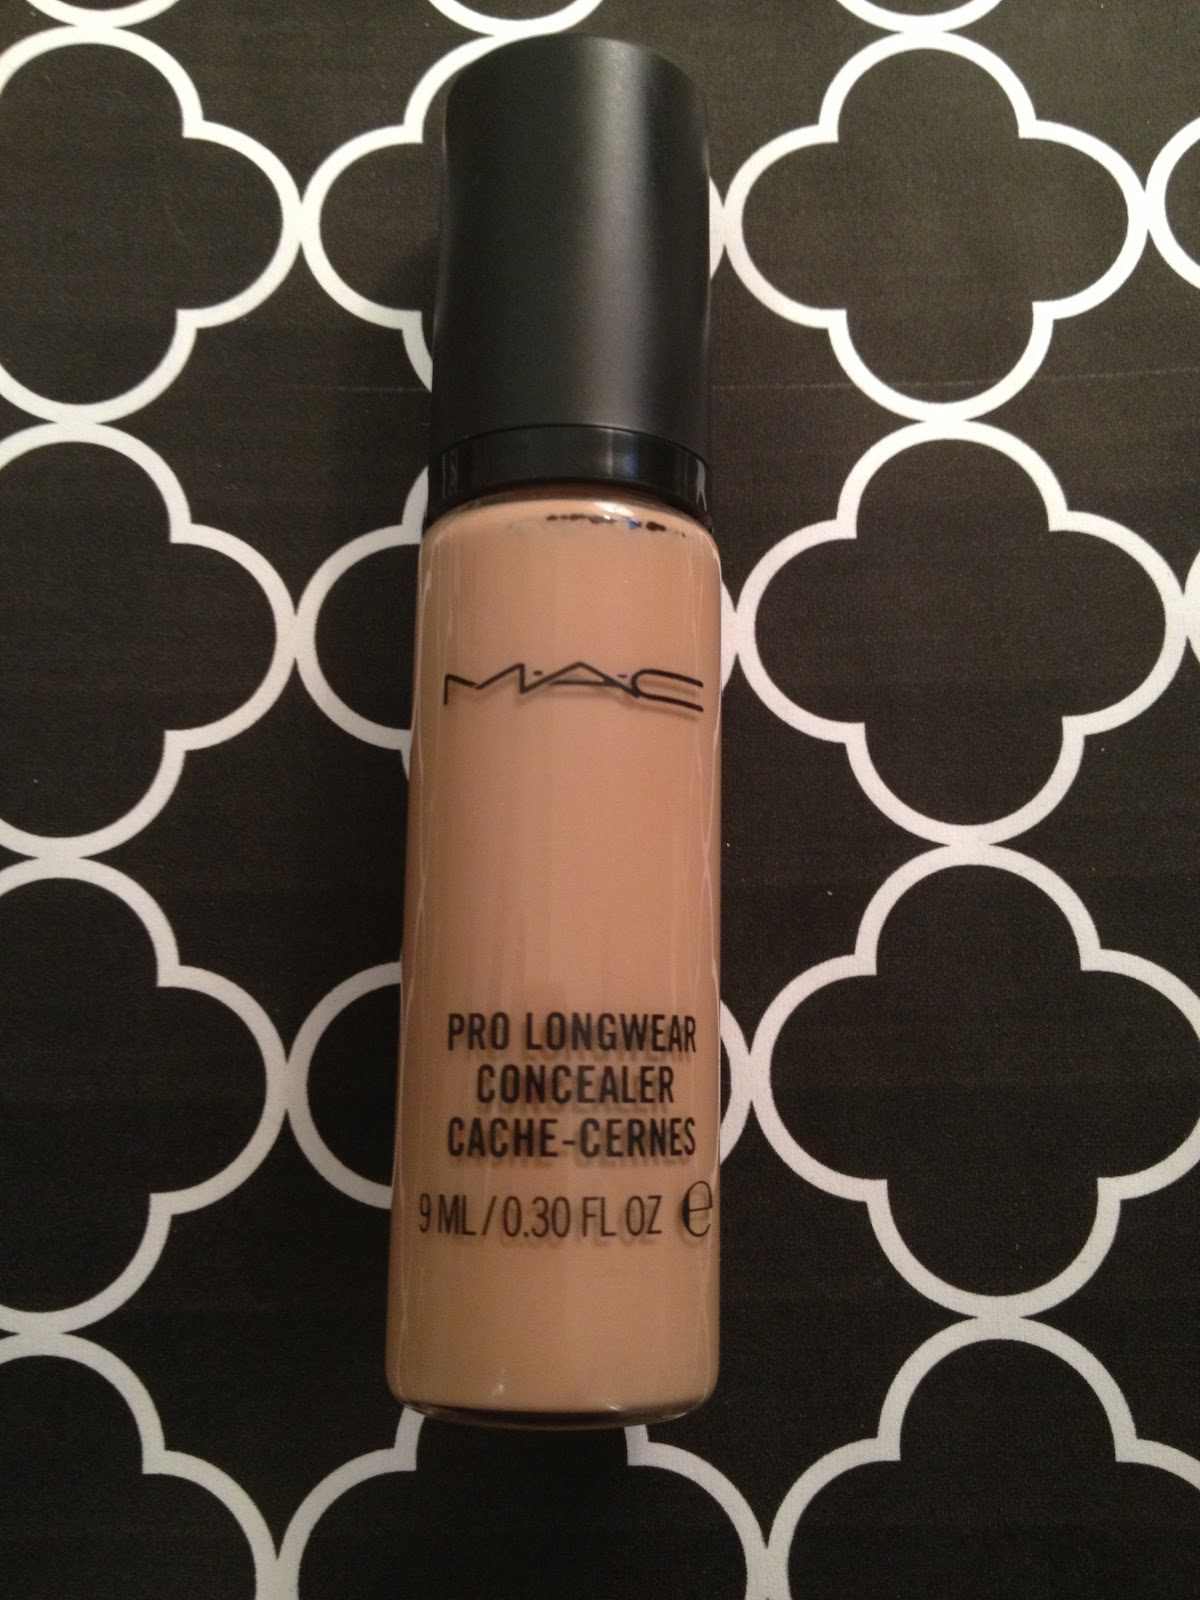 M·A·C
PRO LONGWEAR
CONCEALER
CACHE-CERNES
9 ML / 0.30 FL OZ ℮